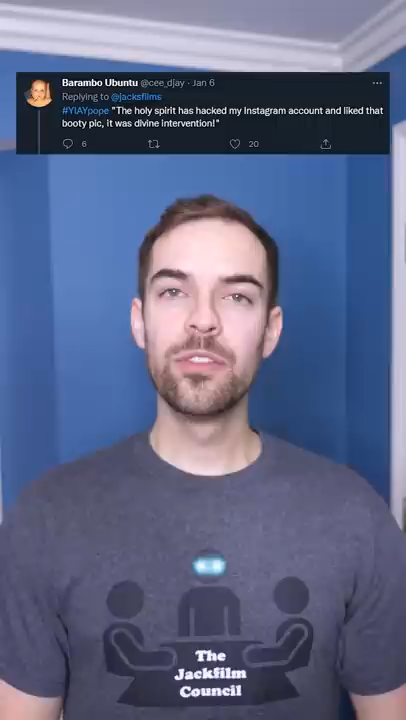 Barambo Ubuntu @cee_djay · Jan 6
Replying to @jacksfilms
#YIAYpope "The holy spirit has hacked my Instagram account and liked that
booty pic, it was divine intervention!"
6 20
The
Jackfilm
Council